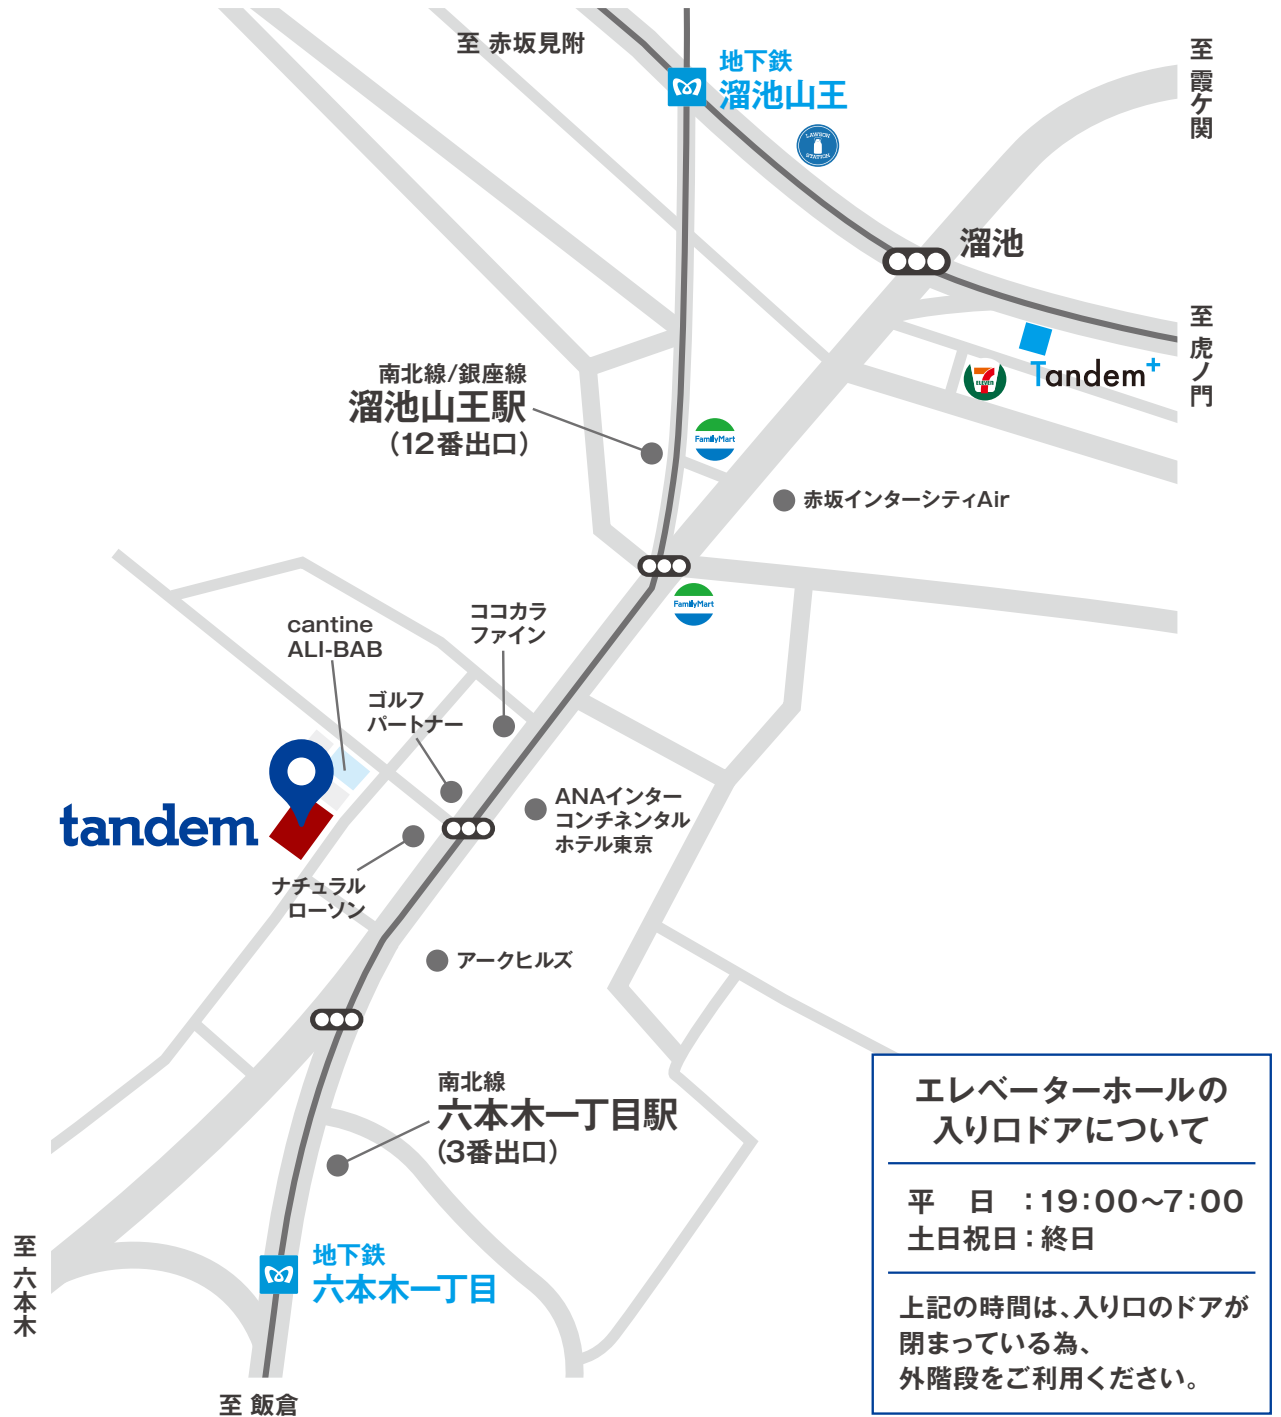 至 赤坂見附
地下鉄
溜池山王
至 霞ケ関
LAWSON
STATION
溜池
至 虎ノ門
Tandem+
7
ELEVEN
南北線/銀座線
溜池山王駅
(12番出口)
FamilyMart
赤坂インターシティAir
FamilyMart
ココカラ
ファイン
cantine
ALI-BAB
ゴルフ
パートナー
tandem
ANAインター
コンチネンタル
ホテル東京
ナチュラル
ローソン
アークヒルズ
南北線
六本木一丁目駅
(3番出口)
地下鉄
六本木一丁目
至 六本木
至 飯倉
エレベーターホールの
入り口ドアについて
平　日　：19：00〜7：00
土日祝日：終日
上記の時間は、入り口のドアが
閉まっている為、
外階段をご利用ください。